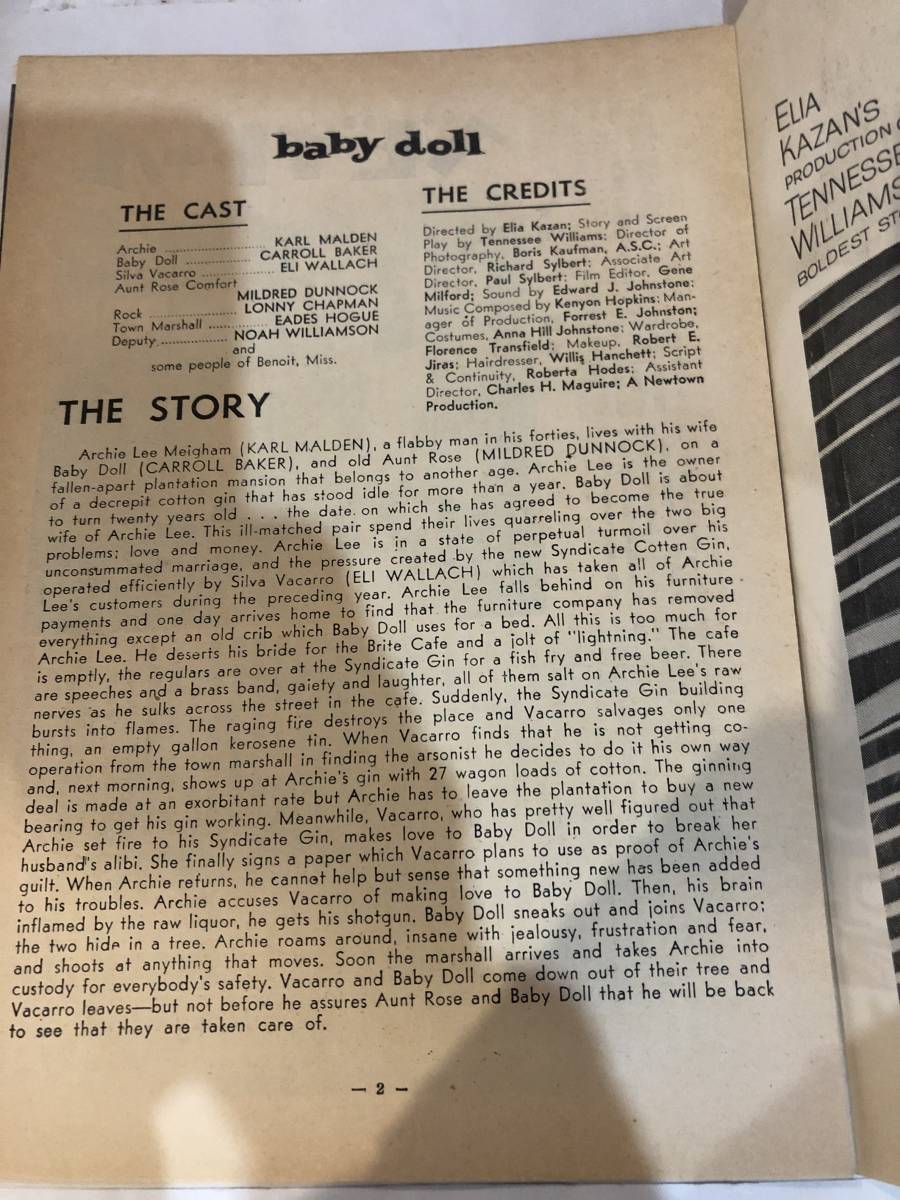 baby doll
THE CAST
Archie ............................ KARL MALDEN
Baby Doll ................. CARROLL BAKER
Silva Vacarro ................... ELI WALLACH
Aunt Rose Comfort
MILDRED DUNNOCK
Rock ....................... LONNY CHAPMAN
Town Marshall ............ EADES HOGUE
Deputy .................. NOAH WILLIAMSON
and
some people of Benoit, Miss.
THE CREDITS
Directed by Elia Kazan; Story and Screen
Play by Tennessee Williams; Director of
Photography, Boris Kaufman, A.S.C.; Art
Director, Richard Sylbert; Associate Art
Director, Paul Sylbert; Film Editor, Gene
Milford; Sound by Edward J. Johnstone;
Music Composed by Kenyon Hopkins; Man-
ager of Production, Forrest E. Johnston;
Costumes, Anna Hill Johnstone; Wardrobe,
Florence Transfield; Makeup, Robert E.
Jiras; Hairdresser, Willis Hanchett; Script
& Continuity, Roberta Hodes; Assistant
Director, Charles H. Maguire; A Newtown
Production.
THE STORY
Archie Lee Meigham (KARL MALDEN), a flabby man in his forties, lives with his wife
Baby Doll (CARROLL BAKER), and old Aunt Rose (MILDRED DUNNOCK), on a
fallen-apart plantation mansion that belongs to another age. Archie Lee is the owner
of a decrepit cotton gin that has stood idle for more than a year. Baby Doll is about
to turn twenty years old . . . the date on which she has agreed to become the true
wife of Archie Lee. This ill-matched pair spend their lives quarreling over the two big
problems; love and money. Archie Lee is in a state of perpetual turmoil over his
unconsummated marriage, and the pressure created by the new Syndicate Cotten Gin,
operated efficiently by Silva Vacarro (ELI WALLACH) which has taken all of Archie
Lee's customers during the preceding year. Archie Lee falls behind on his furniture
payments and one day arrives home to find that the furniture company has removed
everything except an old crib which Baby Doll uses for a bed. All this is too much for
Archie Lee. He deserts his bride for the Brite Cafe and a jolt of "lightning." The cafe
is emptly, the regulars are over at the Syndicate Gin for a fish fry and free beer. There
are speeches and a brass band, gaiety and laughter, all of them salt on Archie Lee's raw
nerves as he sulks across the street in the cafe. Suddenly, the Syndicate Gin building
bursts into flames. The raging fire destroys the place and Vacarro salvages only one
thing, an empty gallon kerosene tin. When Vacarro finds that he is not getting co-
operation from the town marshall in finding the arsonist he decides to do it his own way
and, next morning, shows up at Archie's gin with 27 wagon loads of cotton. The ginning
deal is made at an exorbitant rate but Archie has to leave the plantation to buy a new
bearing to get his gin working. Meanwhile, Vacarro, who has pretty well figured out that
Archie set fire to his Syndicate Gin, makes love to Baby Doll in order to break her
husband's alibi. She finally signs a paper which Vacarro plans to use as proof of Archie's
guilt. When Archie returns, he cannot help but sense that something new has been added
to his troubles. Archie accuses Vacarro of making love to Baby Doll. Then, his brain
inflamed by the raw liquor, he gets his shotgun. Baby Doll sneaks out and joins Vacarro;
the two hide in a tree. Archie roams around, insane with jealousy, frustration and fear,
and shoots at anything that moves. Soon the marshall arrives and takes Archie into
custody for everybody's safety. Vacarro and Baby Doll come down out of their tree and
Vacarro leaves—but not before he assures Aunt Rose and Baby Doll that he will be back
to see that they are taken care of.
— 2 —
ELIA
KAZAN'S
PRODUCTION
TENNESSE
WILLIAMS
BOLDEST